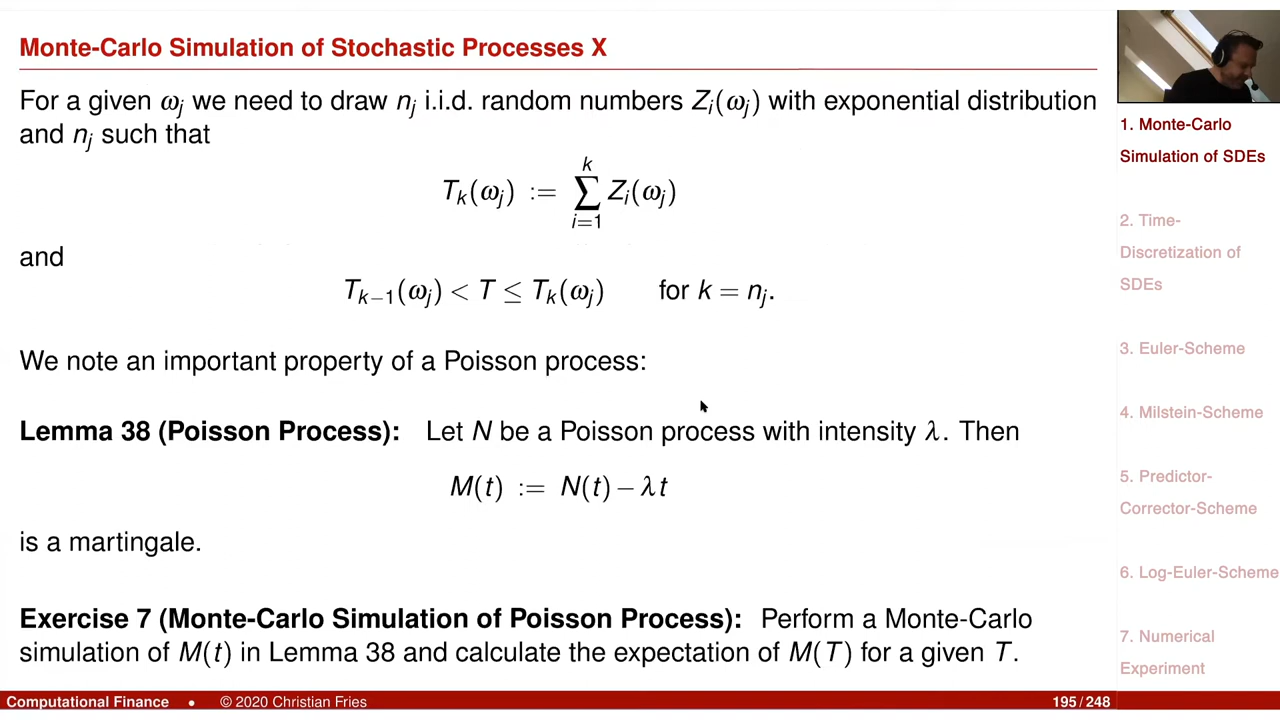 Monte-Carlo Simulation of Stochastic Processes X
For a given ωj we need to draw nj i.i.d. random numbers Zi(ωj) with exponential distribution
and nj such that
Tk(ωj) := ∑_{i=1}^{k} Zi(ωj)
and
Tk−1(ωj) < T ≤ Tk(ωj) for k = nj.
We note an important property of a Poisson process:
Lemma 38 (Poisson Process): Let N be a Poisson process with intensity λ. Then
M(t) := N(t) − λ t
is a martingale.
Exercise 7 (Monte-Carlo Simulation of Poisson Process): Perform a Monte-Carlo
simulation of M(t) in Lemma 38 and calculate the expectation of M(T) for a given T.
1. Monte-Carlo
Simulation of SDEs
2. Time-
Discretization of
SDEs
3. Euler-Scheme
4. Milstein-Scheme
5. Predictor-
Corrector-Scheme
6. Log-Euler-Scheme
7. Numerical
Experiment
Computational Finance • © 2020 Christian Fries 195 / 248